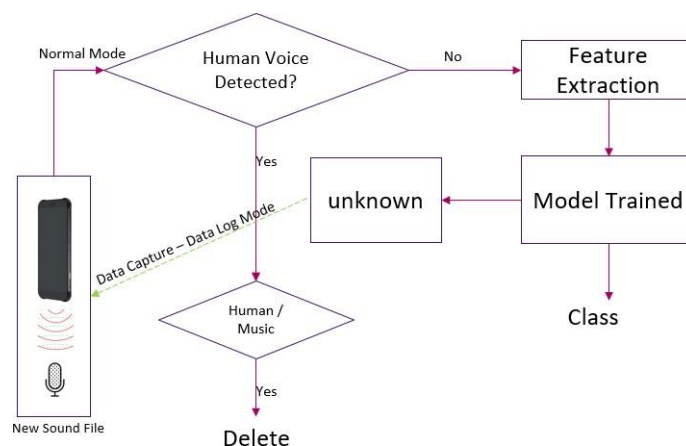 Normal Mode
Human Voice
Detected?
No
Feature
Extraction
Yes
unknown
Model Trained
Data Capture – Data Log Mode
Human /
Music
Class
Yes
New Sound File
Delete